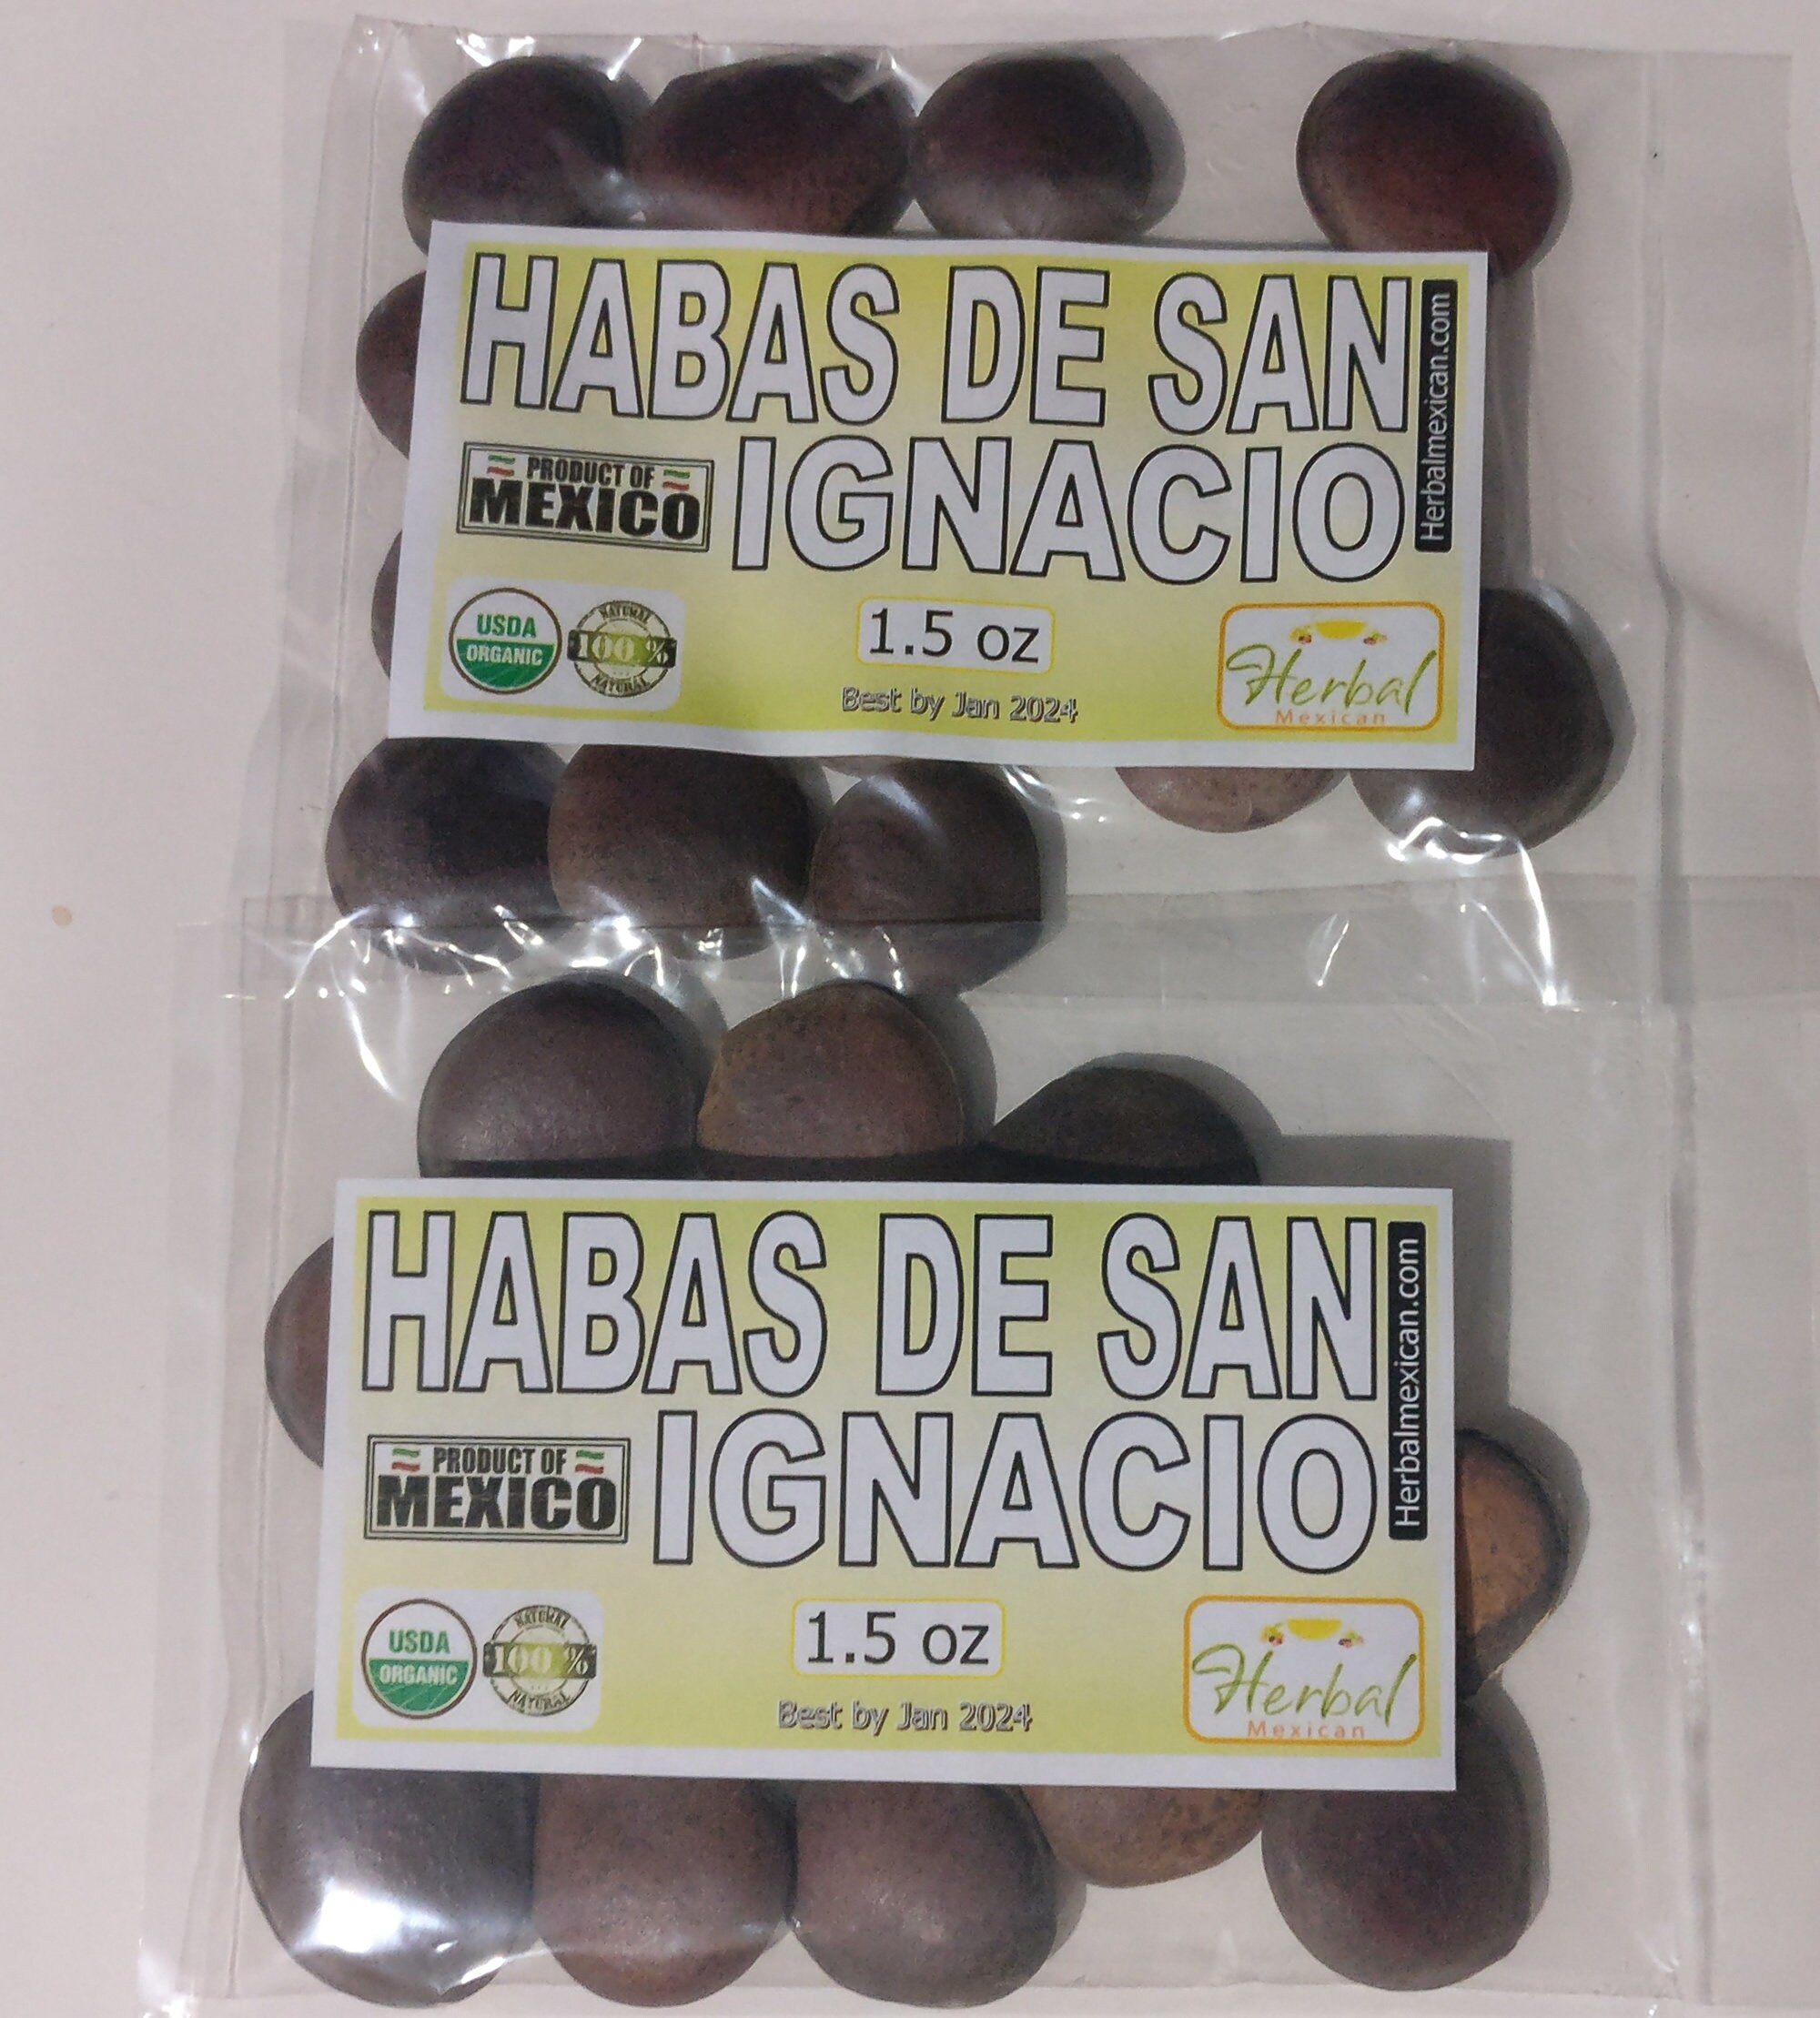 HABAS DE SAN
IGNACIO
Herbalmexican.com
PRODUCT OF
MEXICO
USDA
ORGANIC
NATURAL
100 %
NATURAL
1.5 oz
Best by Jan 2024
Herbal
Mexican
HABAS DE SAN
IGNACIO
Herbalmexican.com
PRODUCT OF
MEXICO
USDA
ORGANIC
NATURAL
100 %
NATURAL
1.5 oz
Best by Jan 2024
Herbal
Mexican